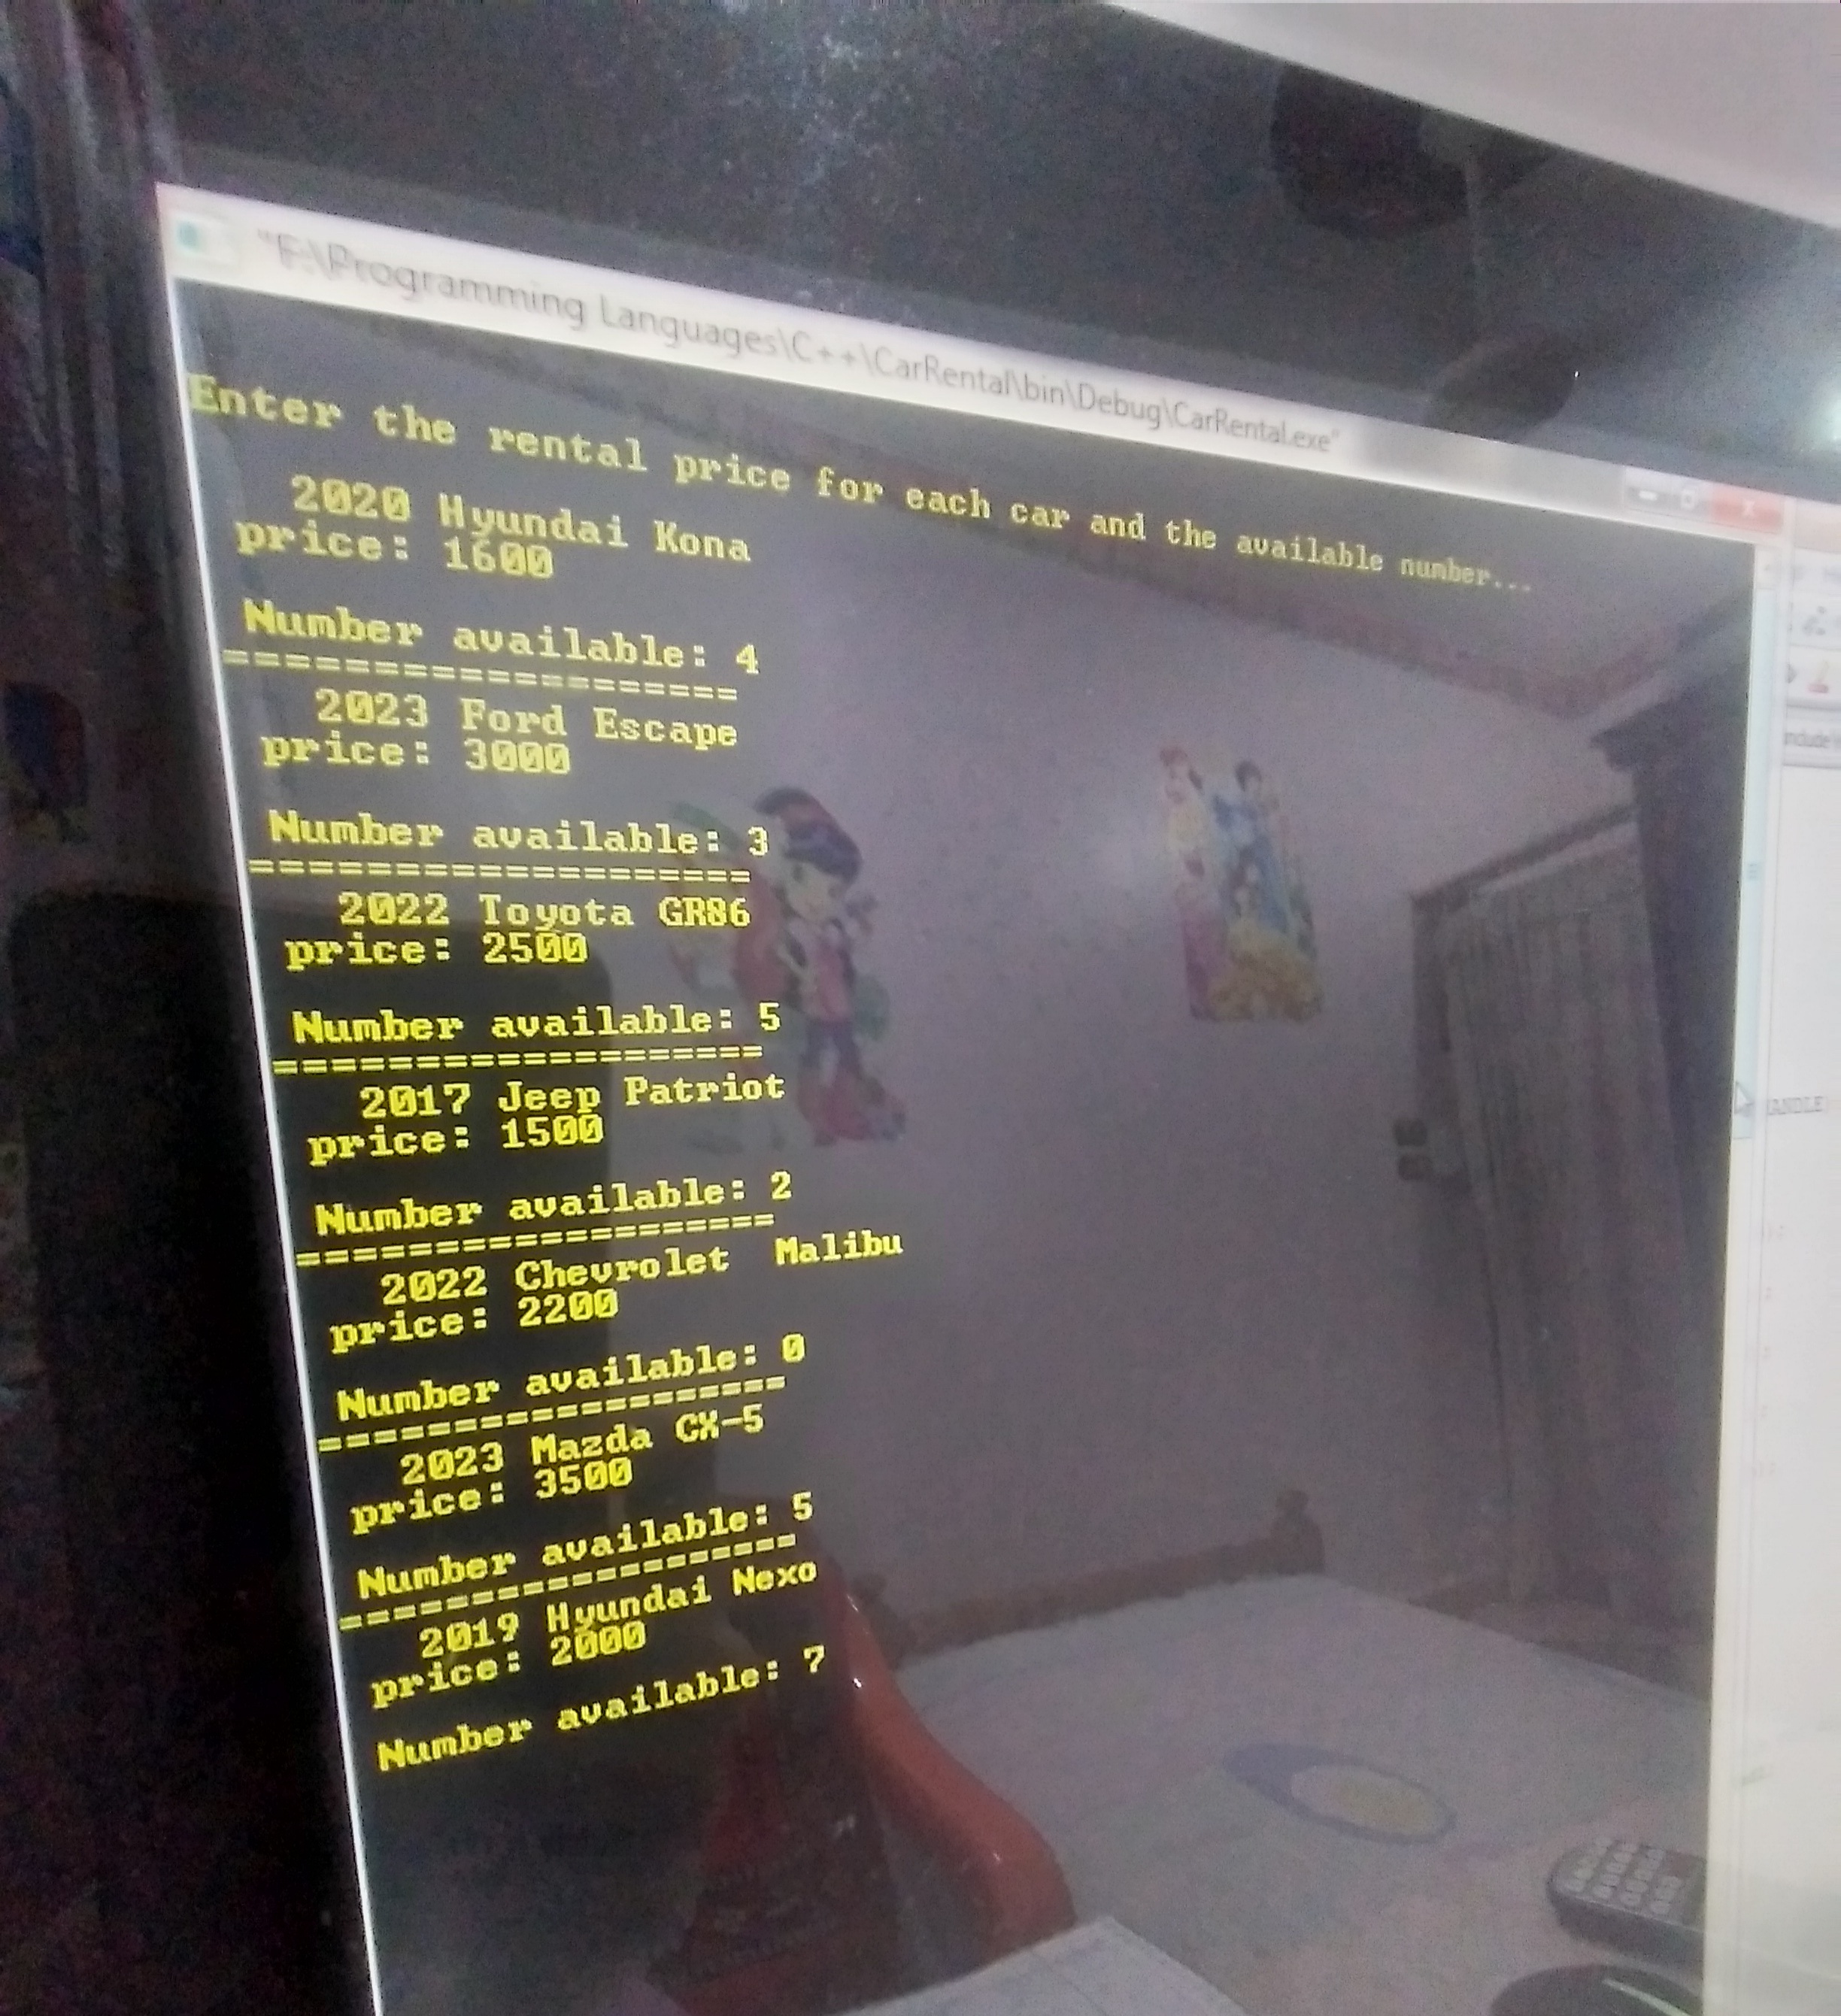 "F:\Programming Languages\C++\CarRental\bin\Debug\CarRental.exe"
Enter the rental price for each car and the available number...
2020 Hyundai Kona
price: 1600
Number available: 4
====================
2023 Ford Escape
price: 3000
Number available: 3
====================
2022 Toyota GR86
price: 2500
Number available: 5
====================
2017 Jeep Patriot
price: 1500
Number available: 2
====================
2022 Chevrolet  Malibu
price: 2200
Number available: 0
====================
2023 Mazda CX-5
price: 3500
Number available: 5
====================
2019 Hyundai Nexo
price: 2000
Number available: 7